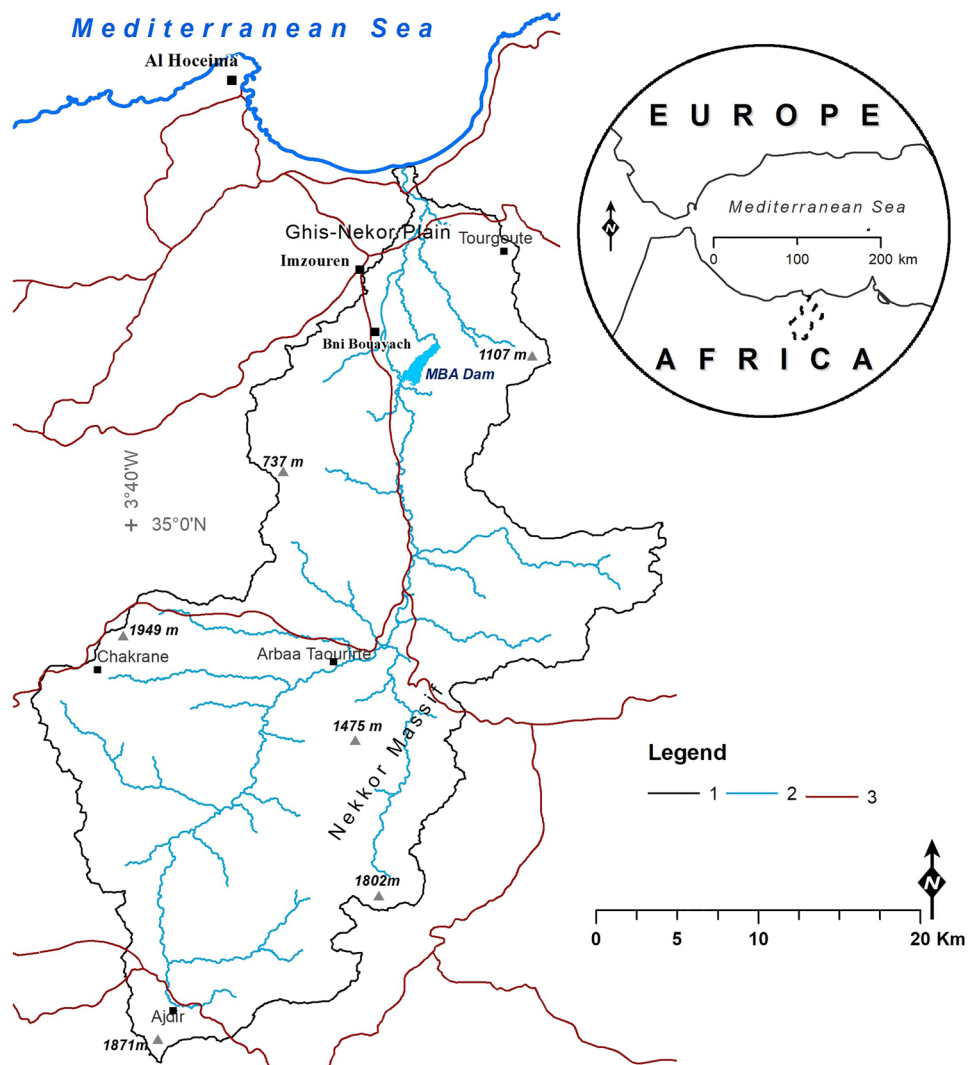 Mediterranean Sea
Al Hoceima
EUROPE
Mediterranean Sea
N
0 100 200 km
AFRICA
Ghis-Nekor Plain
Tourgoute
Imzouren
Bni Bouayach
1107 m
MBA Dam
737 m
3°40'W
35°0'N
1949 m
Chakrane
Arbaa Taourirte
1475 m
Nekkor Massif
Legend
1 2 3
1802m
N
0 5 10 20 Km
Ajdir
1871m